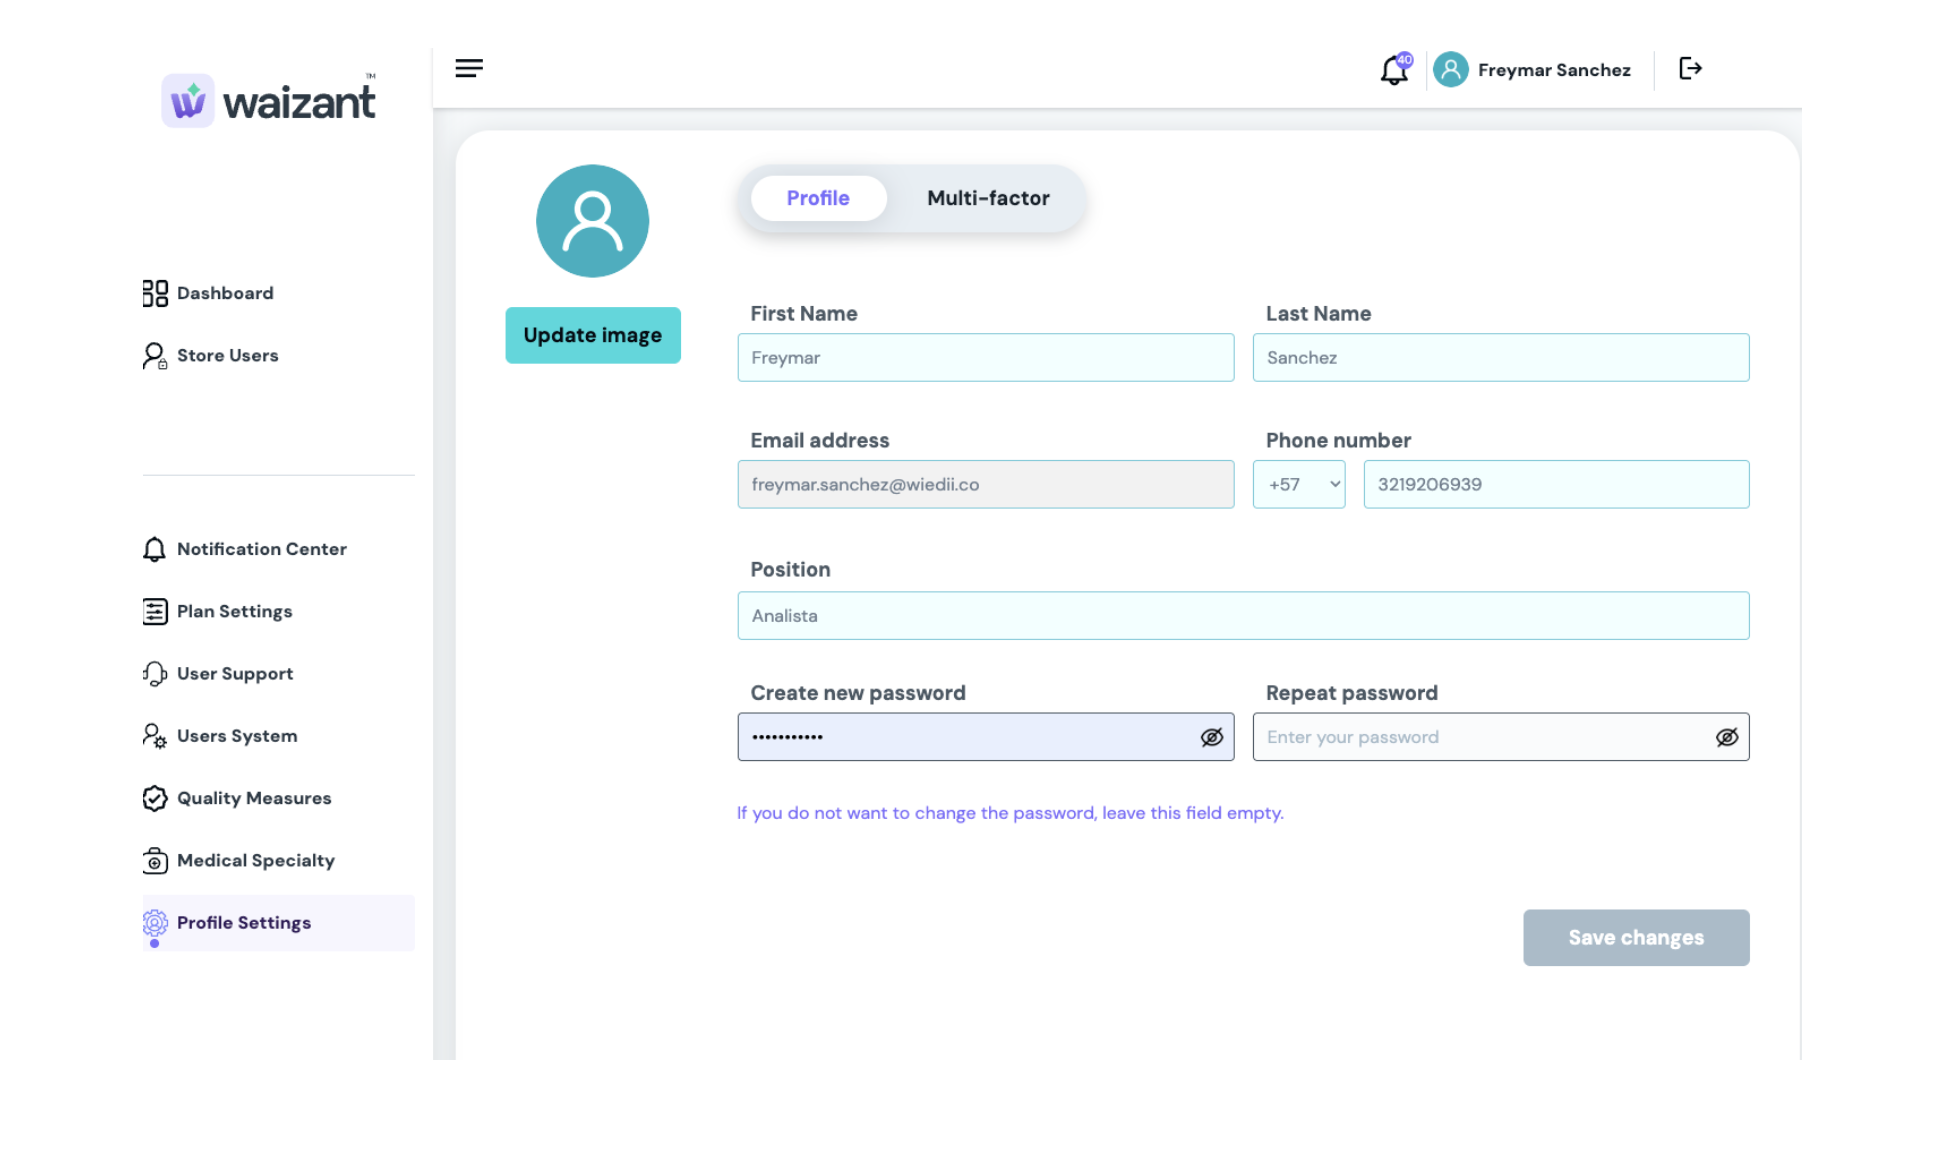 waizant™
40
Freymar Sanchez
Dashboard
Store Users
Notification Center
Plan Settings
User Support
Users System
Quality Measures
Medical Specialty
Profile Settings
Update image
Profile Multi-factor
First Name Last Name
Freymar Sanchez
Email address Phone number
freymar.sanchez@wiedii.co +57 3219206939
Position
Analista
Create new password Repeat password
••••••••••• Enter your password
If you do not want to change the password, leave this field empty.
Save changes